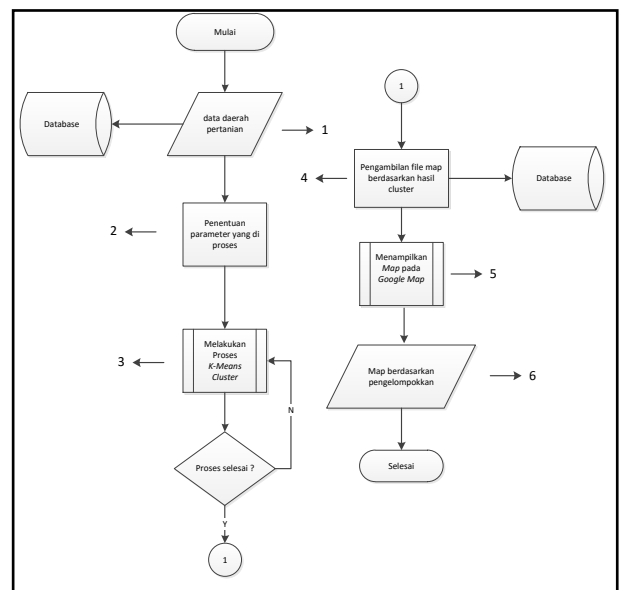 Mulai
Database
data daerah
pertanian
1
2
Penentuan
parameter yang di
proses
3
Melakukan
Proses
K-Means
Cluster
N
Proses selesai ?
Y
1
1
4
Pengambilan file map
berdasarkan hasil
cluster
Database
Menampilkan
Map pada
Google Map
5
Map berdasarkan
pengelompokkan
6
Selesai